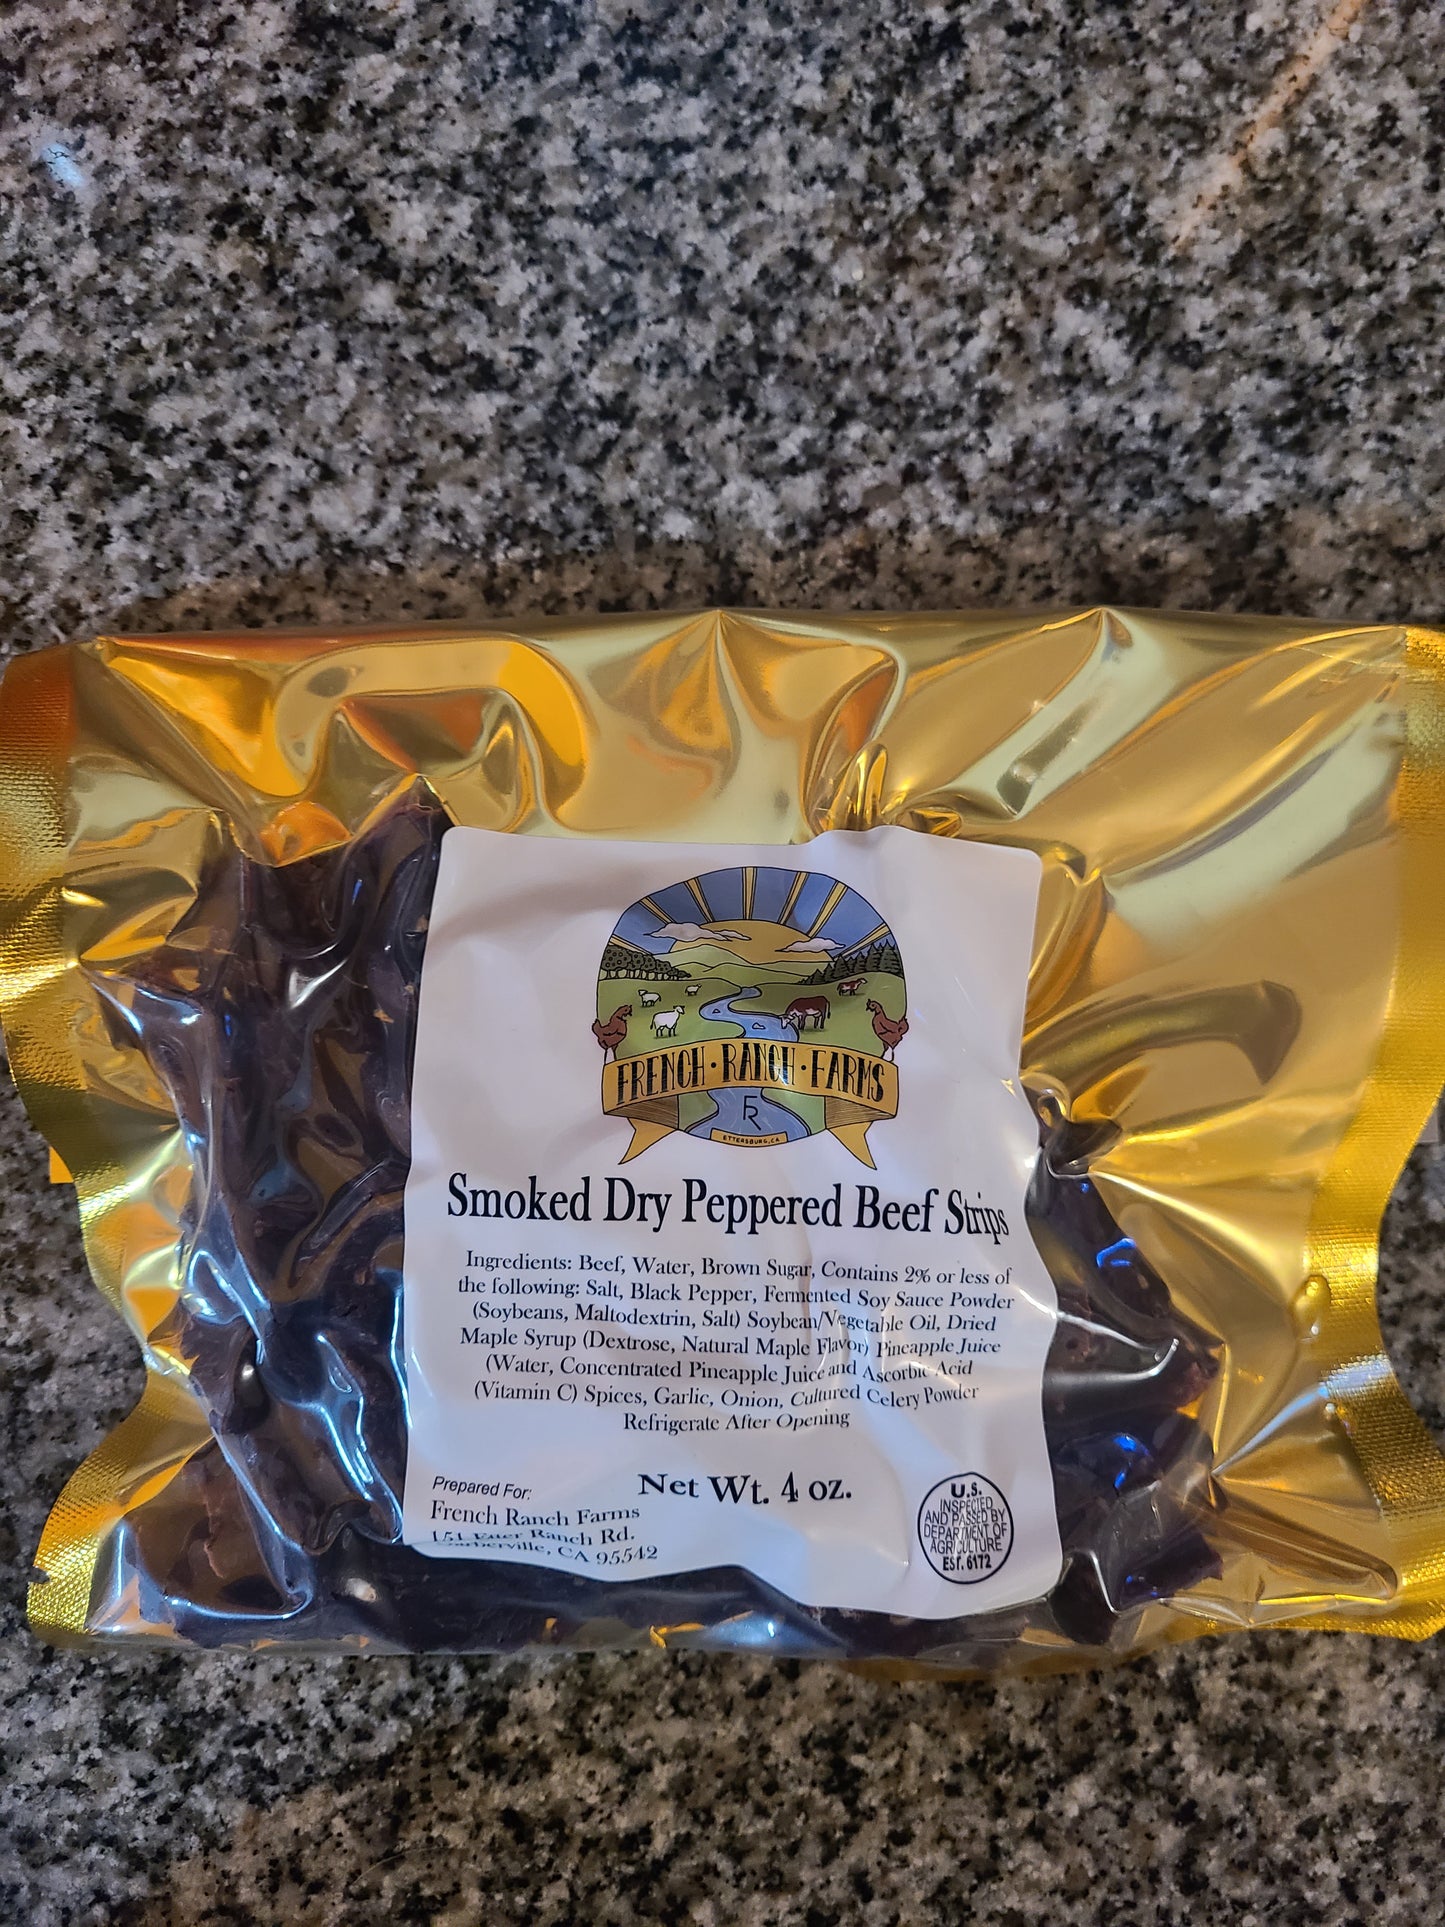 FRENCH · RANCH · FARMS
FR
ETTERSBURG, CA
Smoked Dry Peppered Beef Strips
Ingredients: Beef, Water, Brown Sugar, Contains 2% or less of
the following: Salt, Black Pepper, Fermented Soy Sauce Powder
(Soybeans, Maltodextrin, Salt) Soybean/Vegetable Oil, Dried
Maple Syrup (Dextrose, Natural Maple Flavor) Pineapple Juice
(Water, Concentrated Pineapple Juice and Ascorbic Acid
(Vitamin C) Spices, Garlic, Onion, Cultured Celery Powder
Refrigerate After Opening
Net Wt. 4 oz.
Prepared For:
French Ranch Farms
151 Etter Ranch Rd.
CA 95542
U.S.
INSPECTED
AND PASSED BY
DEPARTMENT OF
AGRICULTURE
EST. 6172